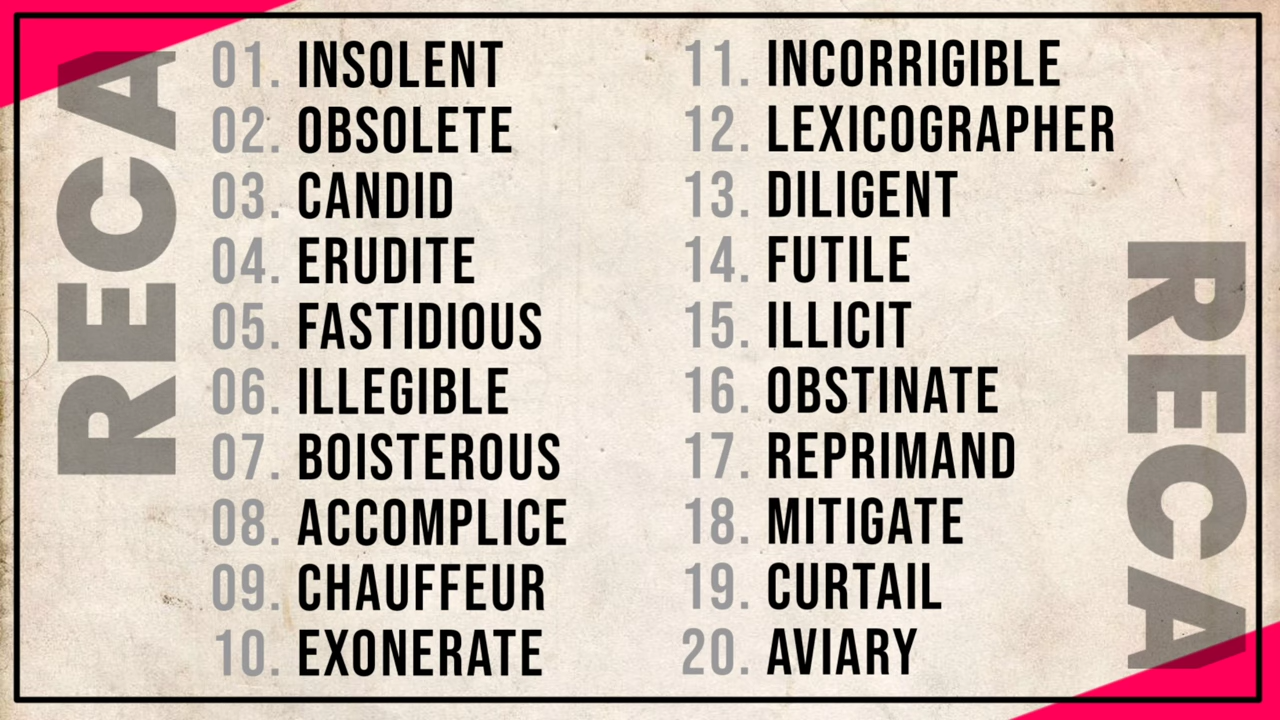 RECA
01. INSOLENT
02. OBSOLETE
03. CANDID
04. ERUDITE
05. FASTIDIOUS
06. ILLEGIBLE
07. BOISTEROUS
08. ACCOMPLICE
09. CHAUFFEUR
10. EXONERATE
11. INCORRIGIBLE
12. LEXICOGRAPHER
13. DILIGENT
14. FUTILE
15. ILLICIT
16. OBSTINATE
17. REPRIMAND
18. MITIGATE
19. CURTAIL
20. AVIARY
RECA